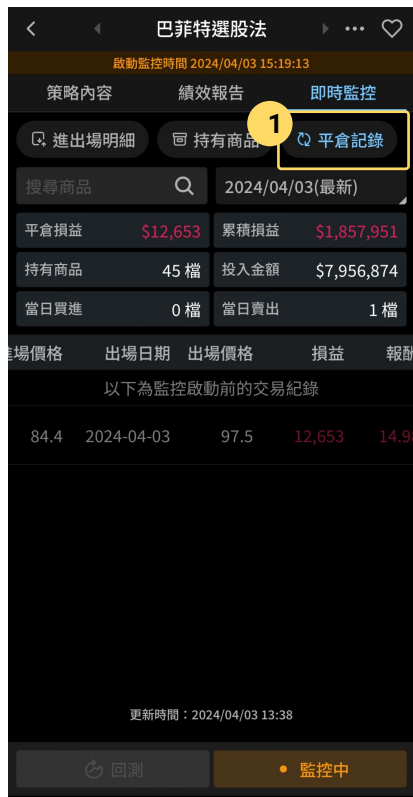 巴菲特選股法
啟動監控時間 2024/04/03 15:19:13
策略內容 績效報告 即時監控
1
進出場明細 持有商品 平倉記錄
搜尋商品 2024/04/03(最新)
平倉損益 $12,653 累積損益 $1,857,951
持有商品 45 檔 投入金額 $7,956,874
當日買進 0 檔 當日賣出 1 檔
場價格 出場日期 出場價格 損益 報酬
以下為監控啟動前的交易紀錄
84.4 2024-04-03 97.5 12,653 14.9
更新時間：2024/04/03 13:38
回測 監控中